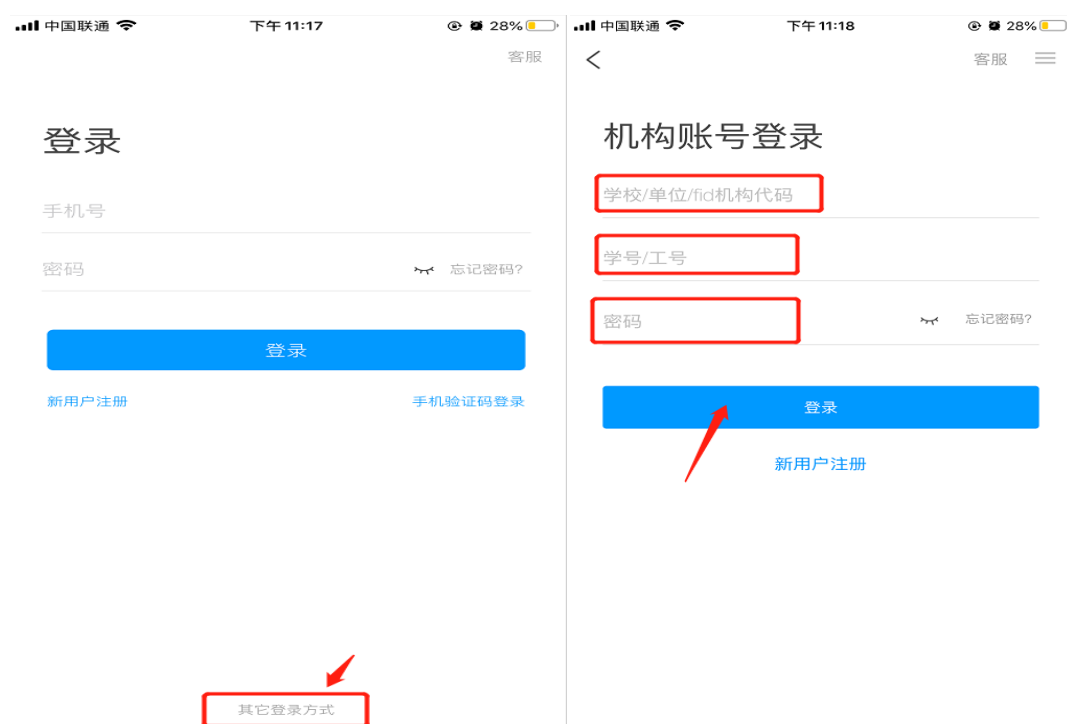 中国联通
下午 11:17
28%
客服
登录
手机号
密码
忘记密码?
登录
新用户注册
手机验证码登录
其它登录方式
中国联通
下午 11:18
28%
客服
机构账号登录
学校/单位/fid机构代码
学号/工号
密码
忘记密码?
登录
新用户注册